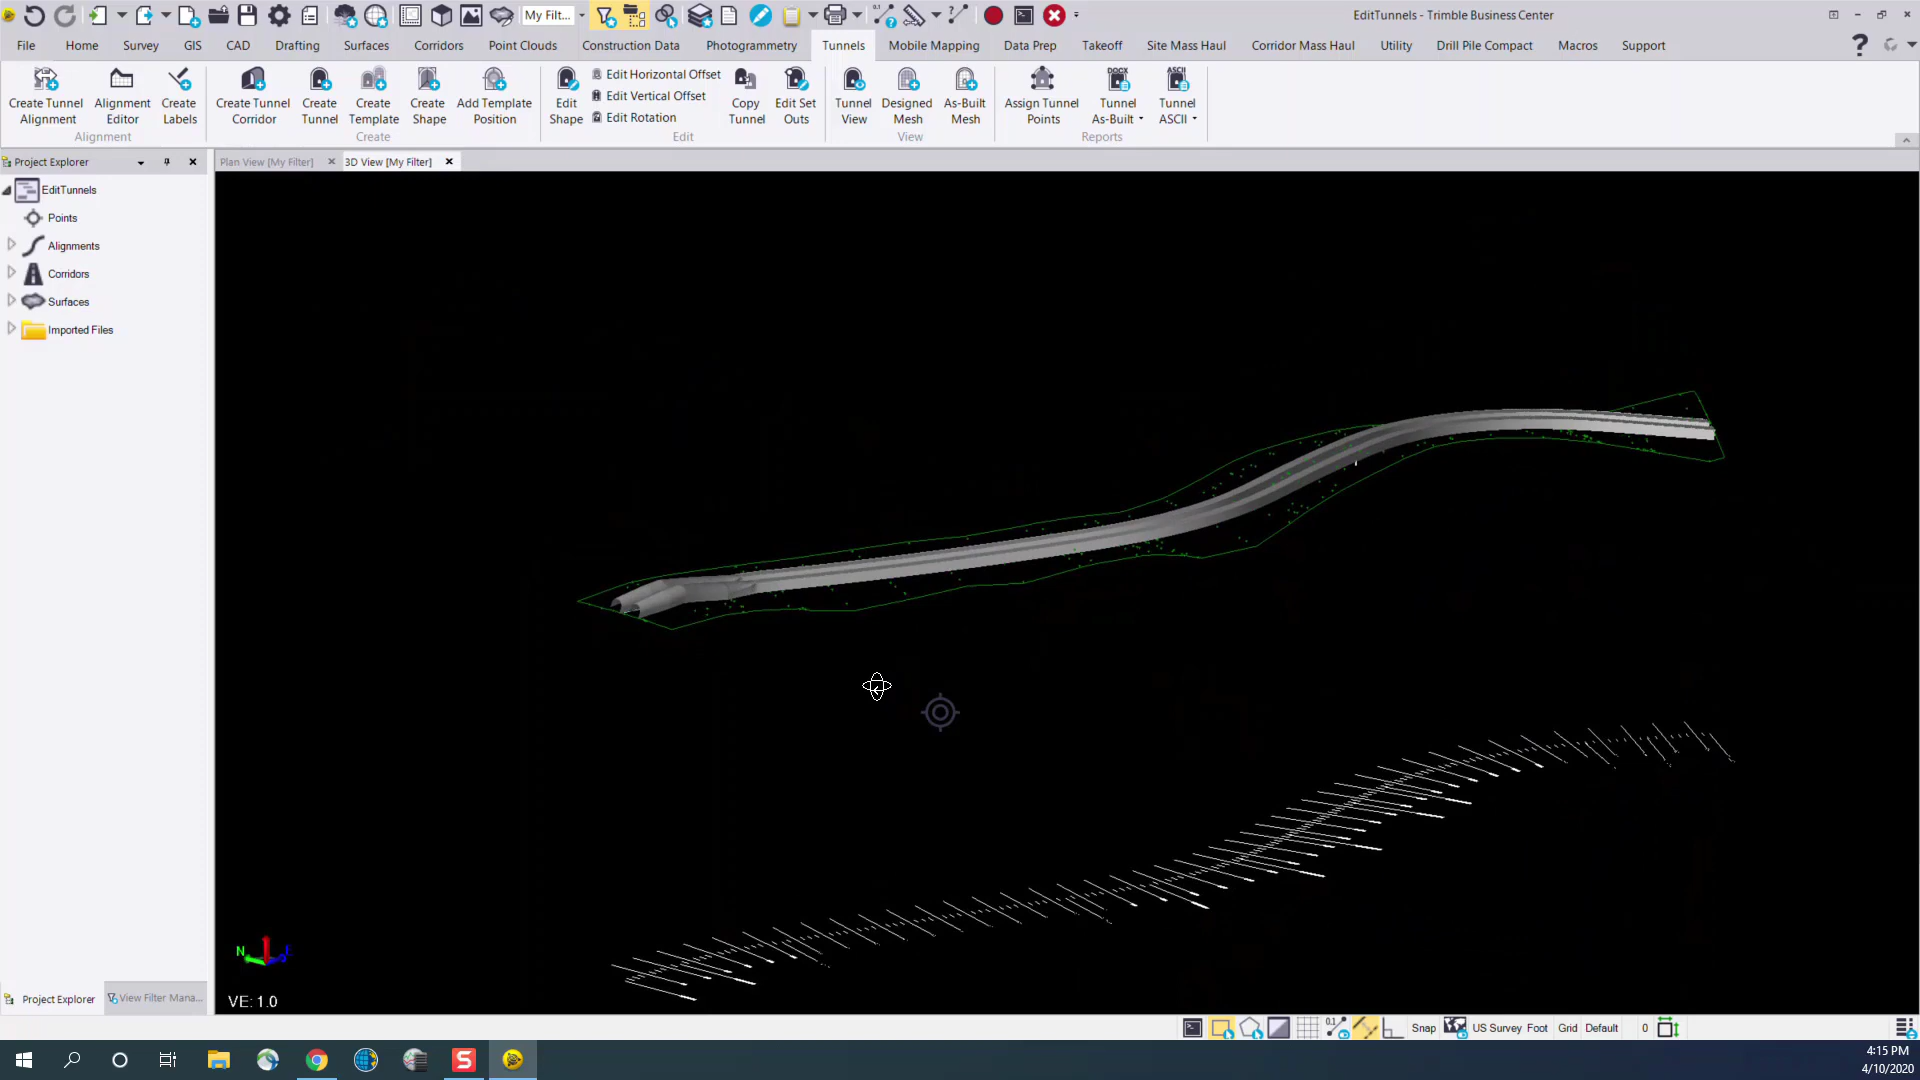 My Filt...
EditTunnels - Trimble Business Center
File Home Survey GIS CAD Drafting Surfaces Corridors Point Clouds Construction Data Photogrammetry Tunnels Mobile Mapping Data Prep Takeoff Site Mass Haul Corridor Mass Haul Utility Drill Pile Compact Macros Support
Create Tunnel Alignment
Alignment Editor
Create Labels
Alignment
Create Tunnel Corridor
Create Tunnel
Create Template
Create Shape
Add Template Position
Create
Edit Shape
Edit Horizontal Offset
Edit Vertical Offset
Edit Rotation
Copy Tunnel
Edit Set Outs
Edit
Tunnel View
Designed Mesh
As-Built Mesh
View
Assign Tunnel Points
DOCX
Tunnel As-Built
ASCII
Tunnel ASCII
Reports
Project Explorer
Plan View [My Filter]
3D View [My Filter]
EditTunnels
Points
Alignments
Corridors
Surfaces
Imported Files
N
E
VE: 1.0
Project Explorer
View Filter Mana...
Snap
US Survey Foot
Grid
Default
0
4:15 PM
4/10/2020